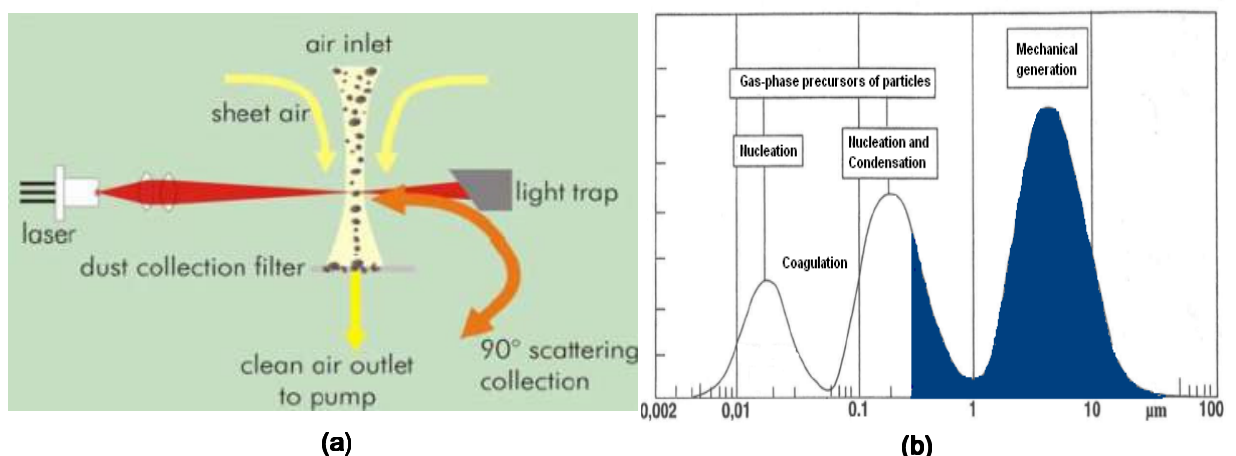 air inlet
sheet air
laser
light trap
dust collection filter
clean air outlet
to pump
90° scattering
collection
(a)
Mechanical
generation
Gas-phase precursors of particles
Nucleation
Nucleation and
Condensation
Coagulation
0,002 0,01 0.1 1 10 µm 100
(b)